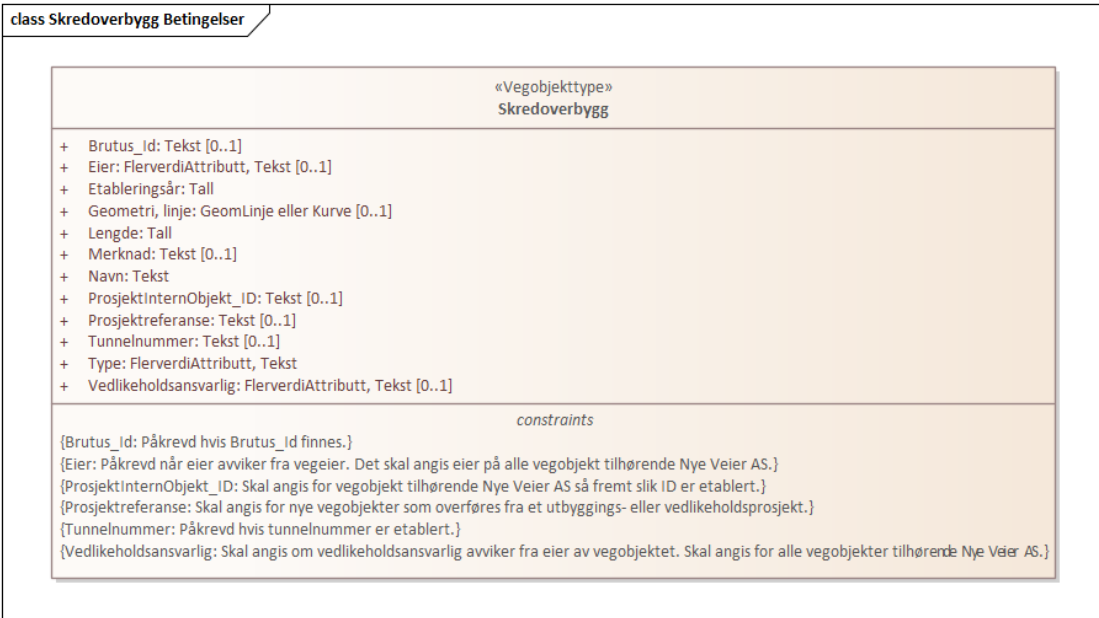 class Skredoverbygg Betingelser
«Vegobjekttype»
Skredoverbygg
+ Brutus_Id: Tekst [0..1]
+ Eier: FlerverdiAttributt, Tekst [0..1]
+ Etableringsår: Tall
+ Geometri, linje: GeomLinje eller Kurve [0..1]
+ Lengde: Tall
+ Merknad: Tekst [0..1]
+ Navn: Tekst
+ ProsjektInternObjekt_ID: Tekst [0..1]
+ Prosjektreferanse: Tekst [0..1]
+ Tunnelnummer: Tekst [0..1]
+ Type: FlerverdiAttributt, Tekst
+ Vedlikeholdsansvarlig: FlerverdiAttributt, Tekst [0..1]
constraints
{Brutus_Id: Påkrevd hvis Brutus_Id finnes.}
{Eier: Påkrevd når eier avviker fra vegeier. Det skal angis eier på alle vegobjekt tilhørende Nye Veier AS.}
{ProsjektInternObjekt_ID: Skal angis for vegobjekt tilhørende Nye Veier AS så fremt slik ID er etablert.}
{Prosjektreferanse: Skal angis for nye vegobjekter som overføres fra et utbyggings- eller vedlikeholdsprosjekt.}
{Tunnelnummer: Påkrevd hvis tunnelnummer er etablert.}
{Vedlikeholdsansvarlig: Skal angis om vedlikeholdsansvarlig avviker fra eier av vegobjektet. Skal angis for alle vegobjekter tilhørende Nye Veier AS.}